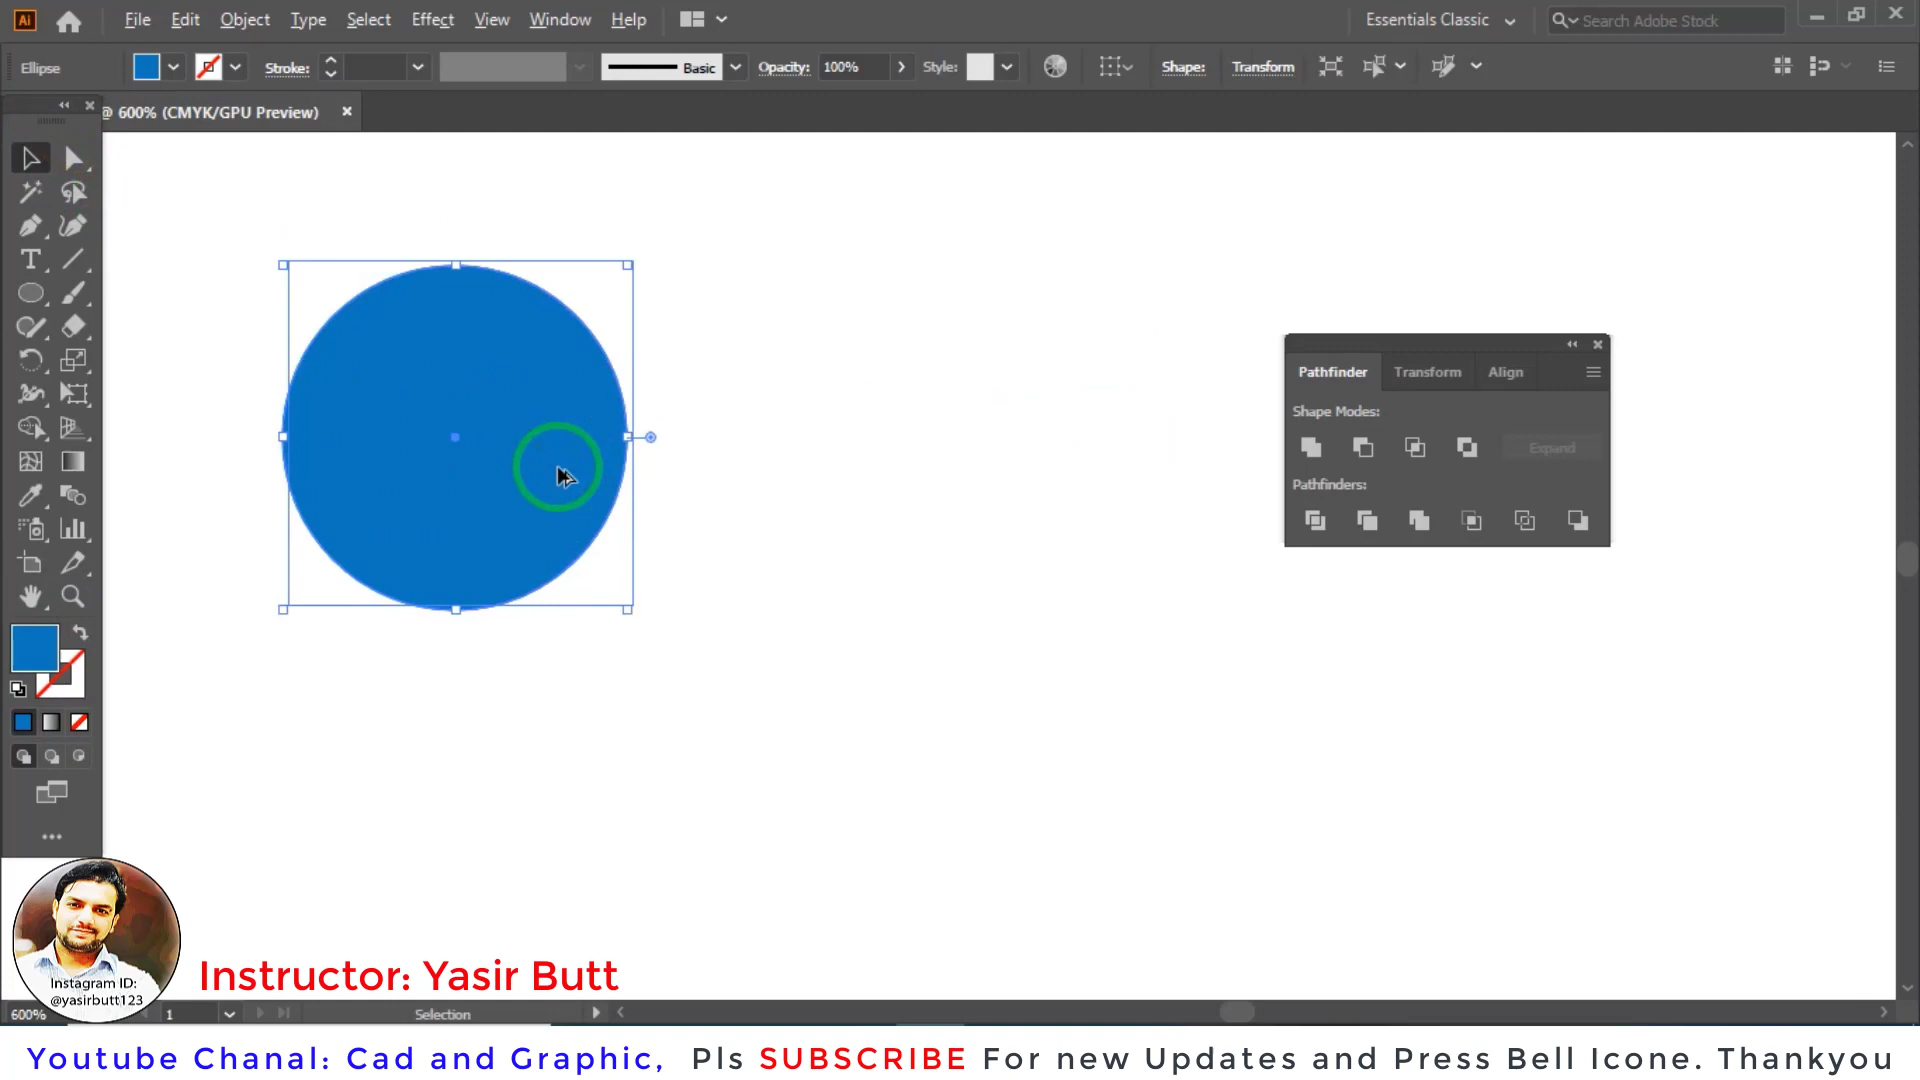 Ai File Edit Object Type Select Effect View Window Help Essentials Classic Search Adobe Stock
Ellipse Stroke: Basic Opacity: 100% Style: Shape: Transform
@ 600% (CMYK/GPU Preview)
Pathfinder Transform Align
Shape Modes:
Expand
Pathfinders:
Instagram ID:
@yasirbutt123
Instructor: Yasir Butt
600% 1 Selection
Youtube Chanal: Cad and Graphic, Pls SUBSCRIBE For new Updates and Press Bell Icone. Thankyou